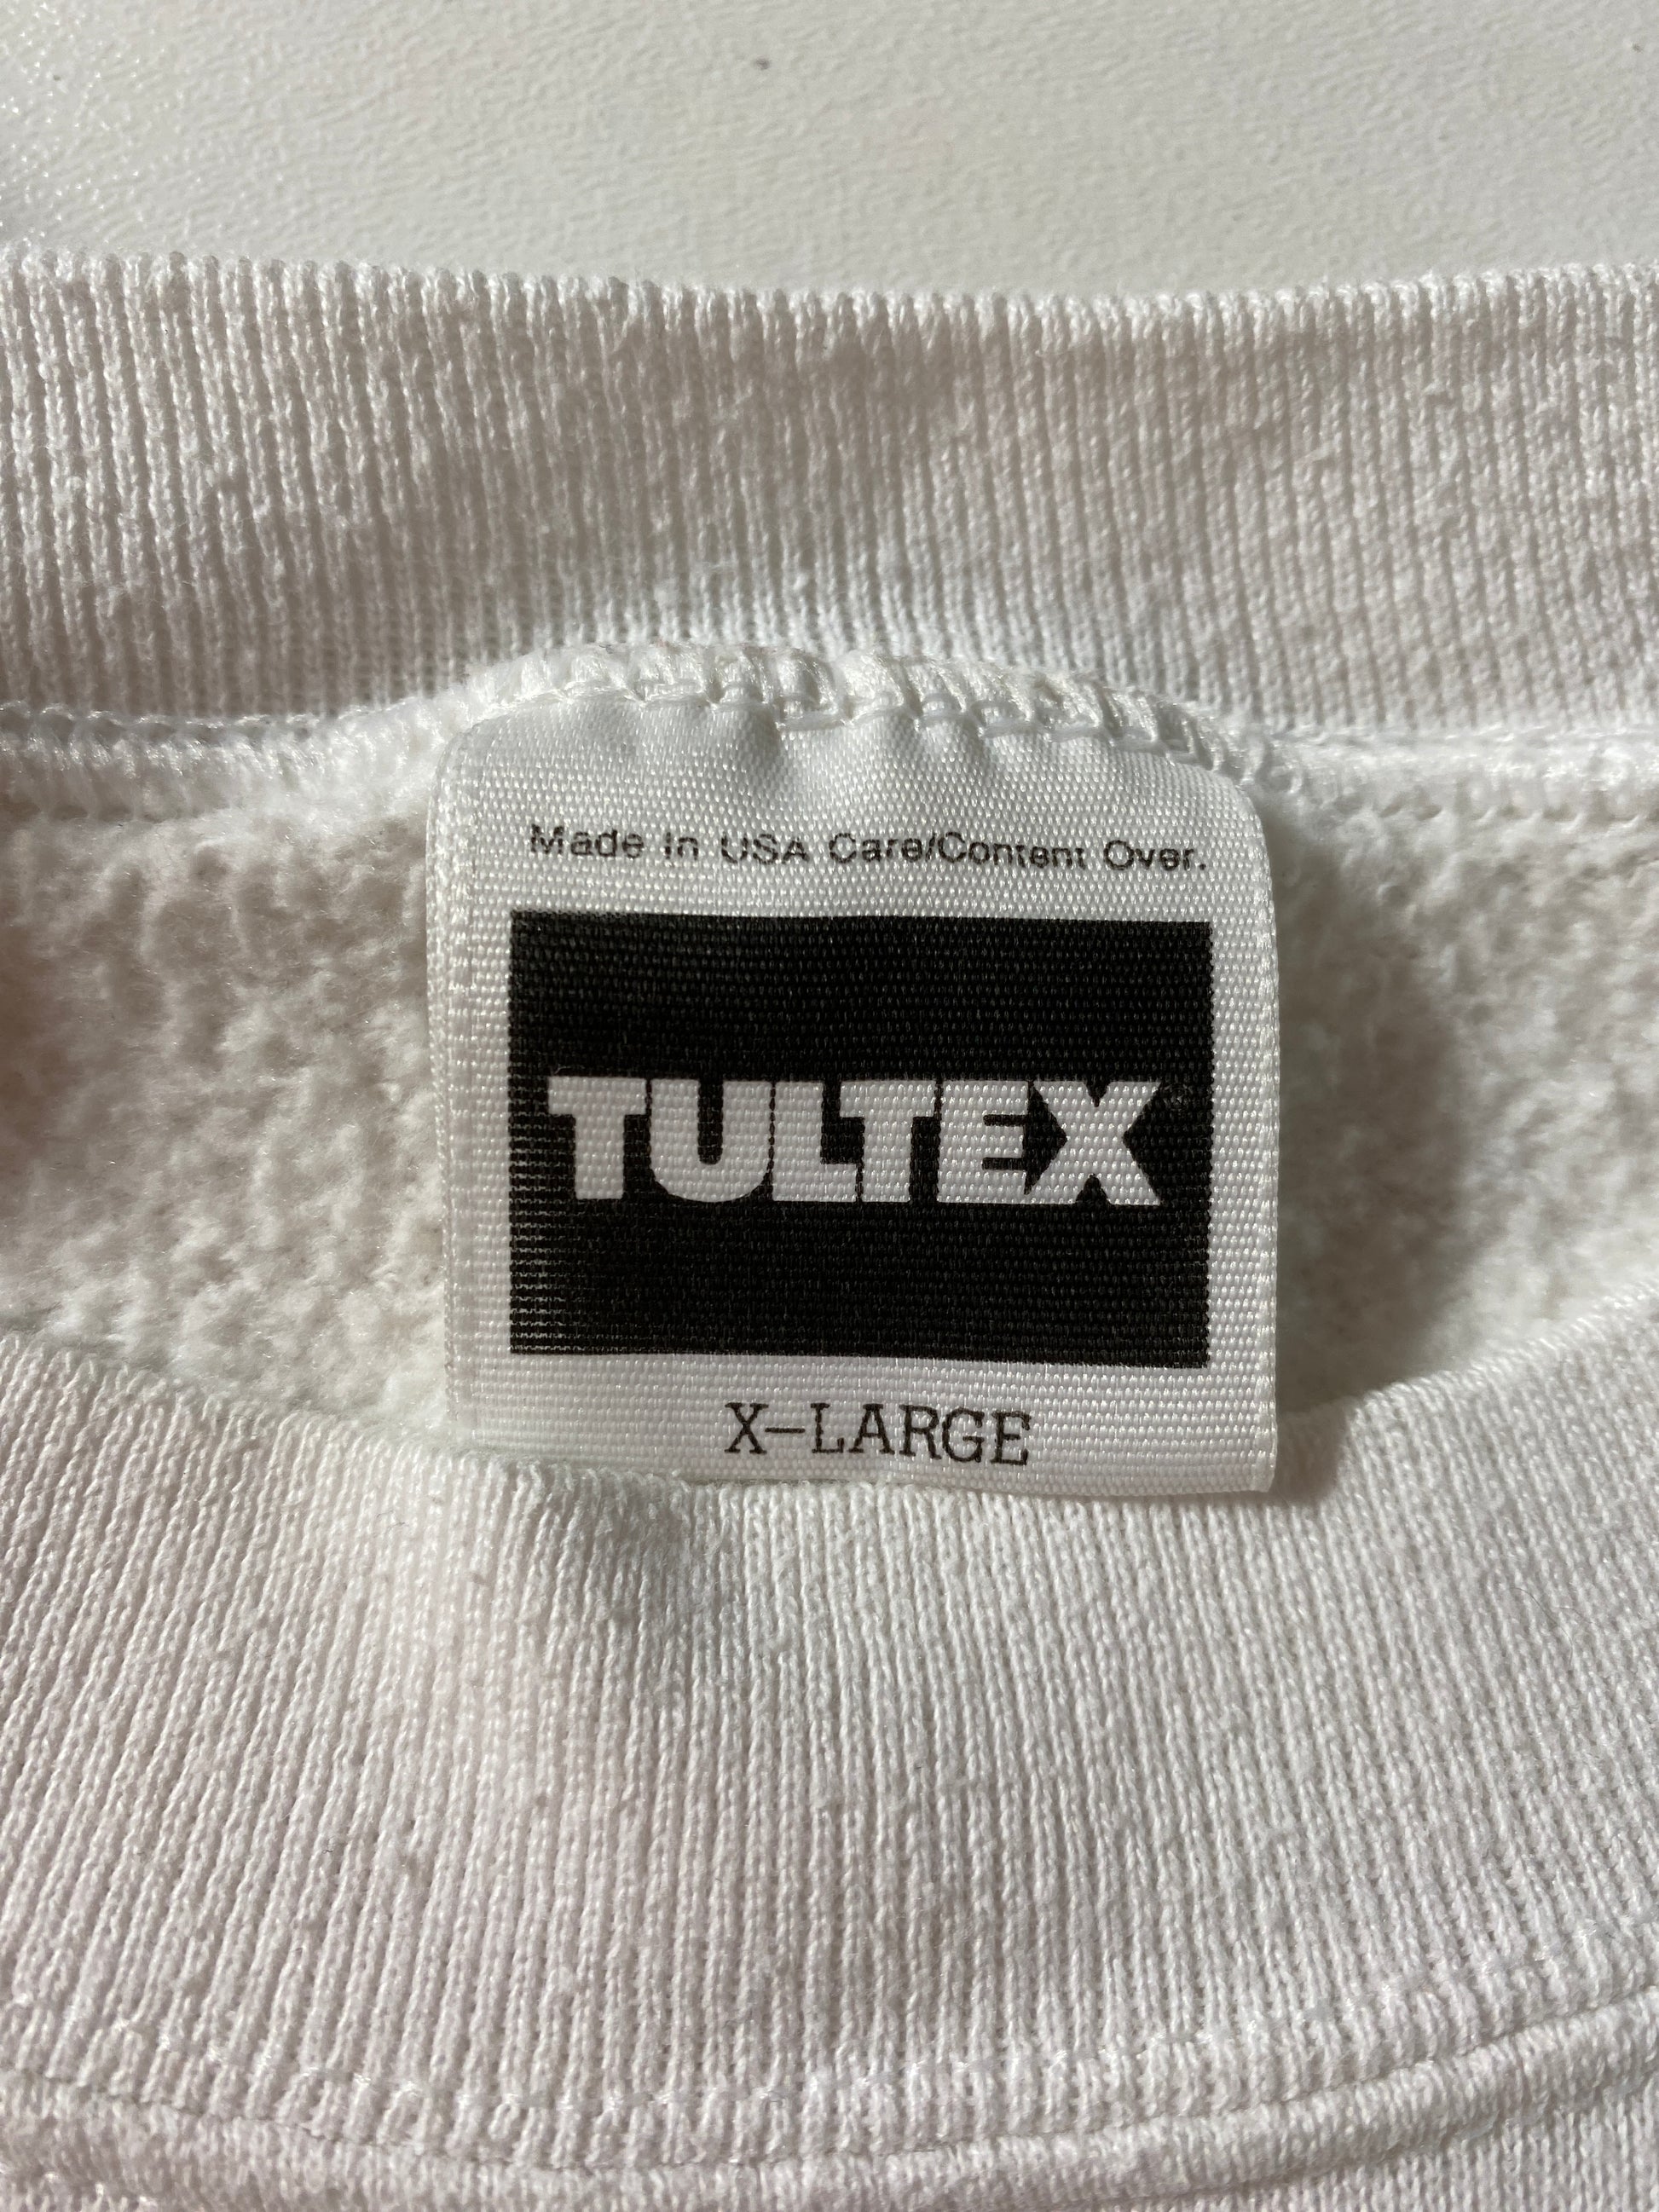 Made In USA Care/Content Over.
TULTEX®
X-LARGE